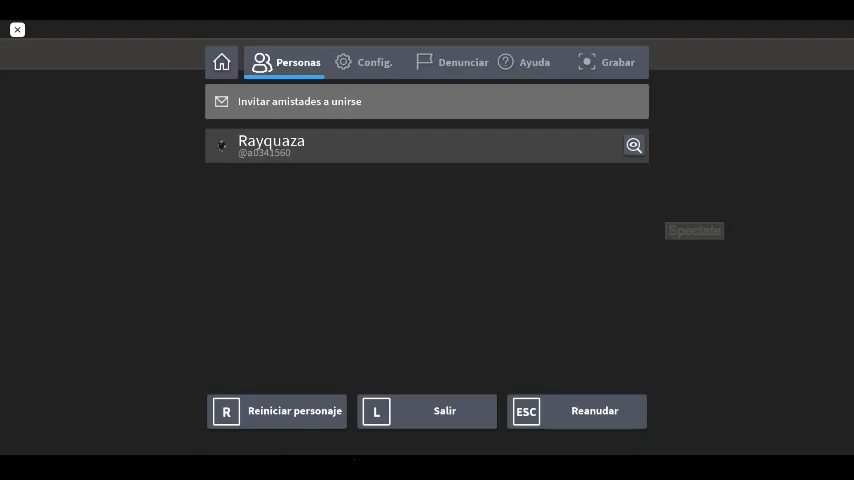 Personas
Config.
Denunciar
Ayuda
Grabar
Invitar amistades a unirse
Rayquaza
@a0341560
Spectate
R Reiniciar personaje
L Salir
ESC Reanudar